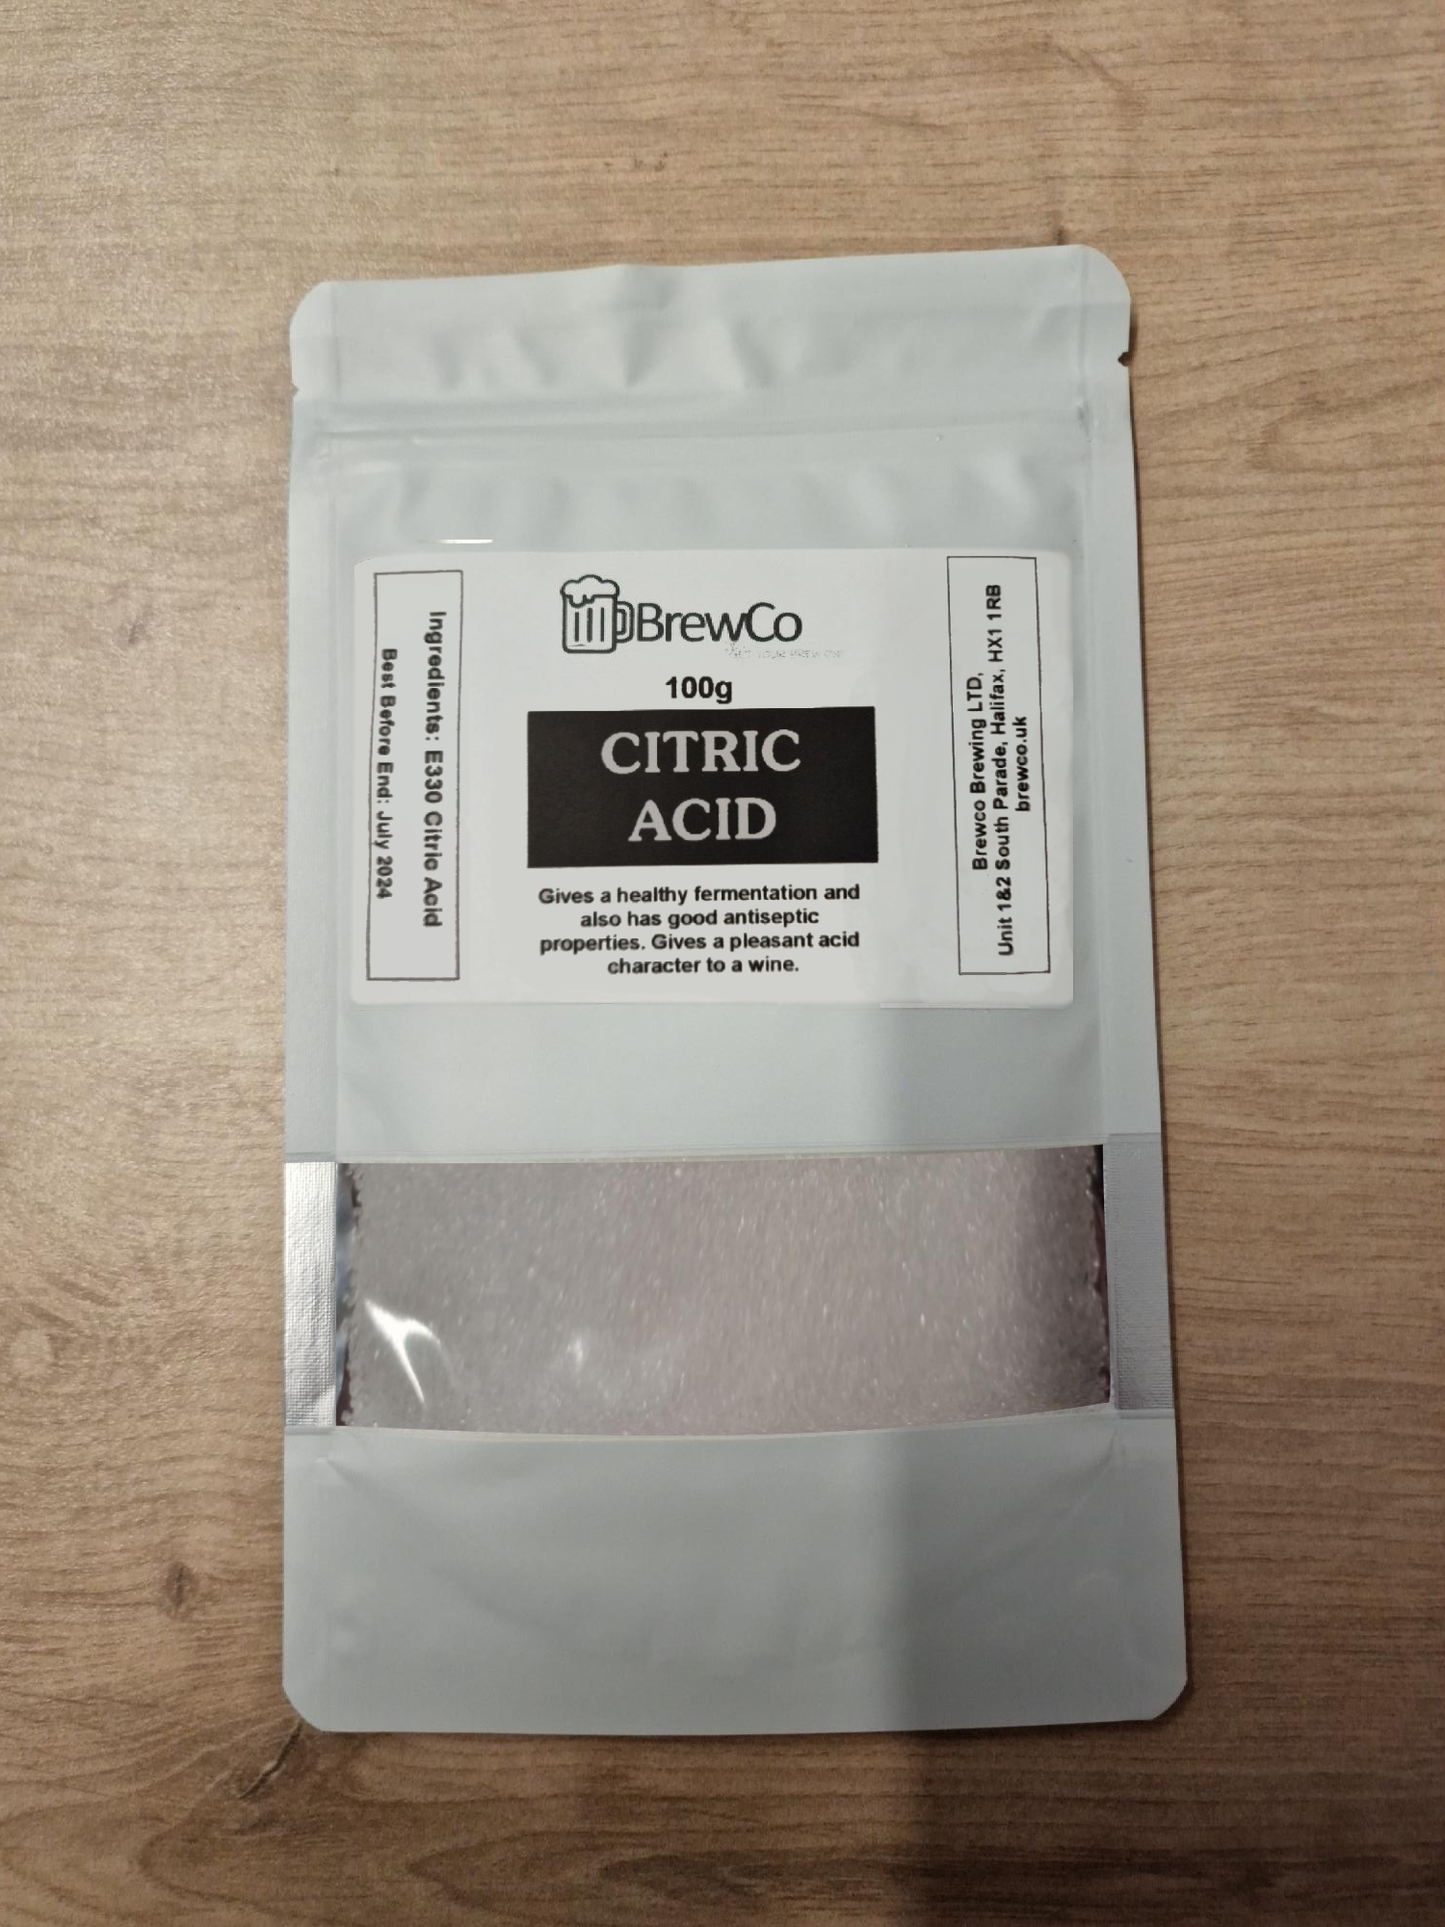 BrewCo
100g
CITRIC
ACID
Gives a healthy fermentation and
also has good antiseptic
properties. Gives a pleasant acid
character to a wine.
Ingredients: E330 Citric Acid
Best Before End: July 2024
Brewco Brewing LTD,
Unit 1&2 South Parade, Halifax, HX1 1RB
brewco.uk